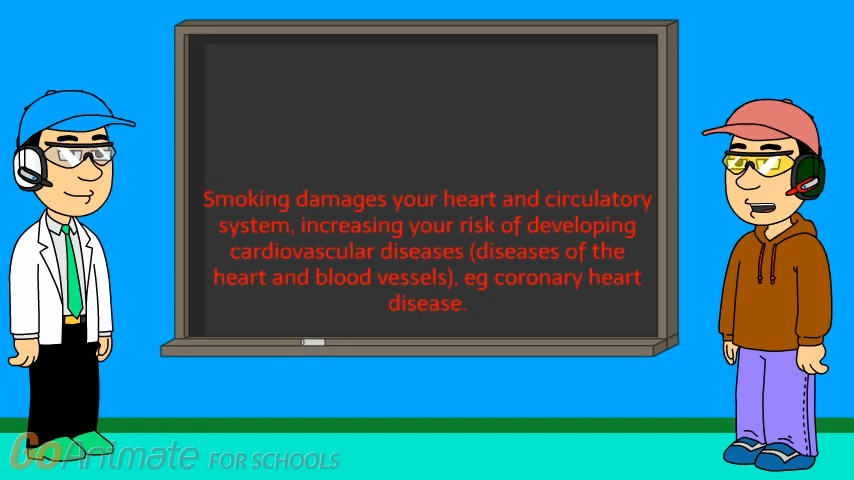 Smoking damages your heart and circulatory
system, increasing your risk of developing
cardiovascular diseases (diseases of the
heart and blood vessels), eg coronary heart
disease.
GoAnimate FOR SCHOOLS